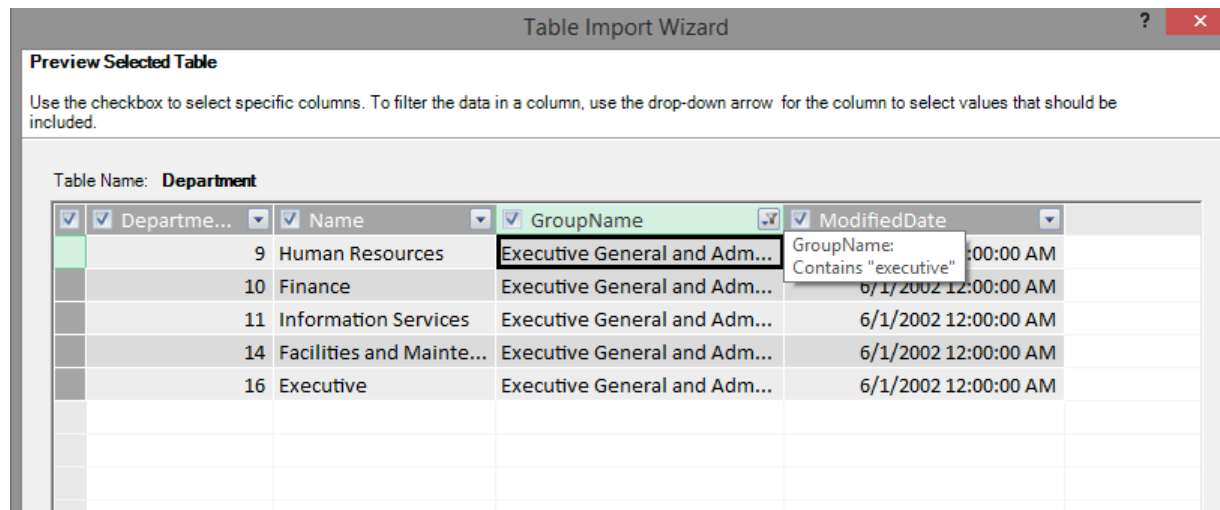 Table Import Wizard
?
Preview Selected Table
Use the checkbox to select specific columns. To filter the data in a column, use the drop-down arrow for the column to select values that should be
included.
Table Name: Department
Departme... Name GroupName ModifiedDate
9 Human Resources Executive General and Adm... :00:00 AM
GroupName:
Contains "executive"
10 Finance Executive General and Adm... 6/1/2002 12:00:00 AM
11 Information Services Executive General and Adm... 6/1/2002 12:00:00 AM
14 Facilities and Mainte... Executive General and Adm... 6/1/2002 12:00:00 AM
16 Executive Executive General and Adm... 6/1/2002 12:00:00 AM